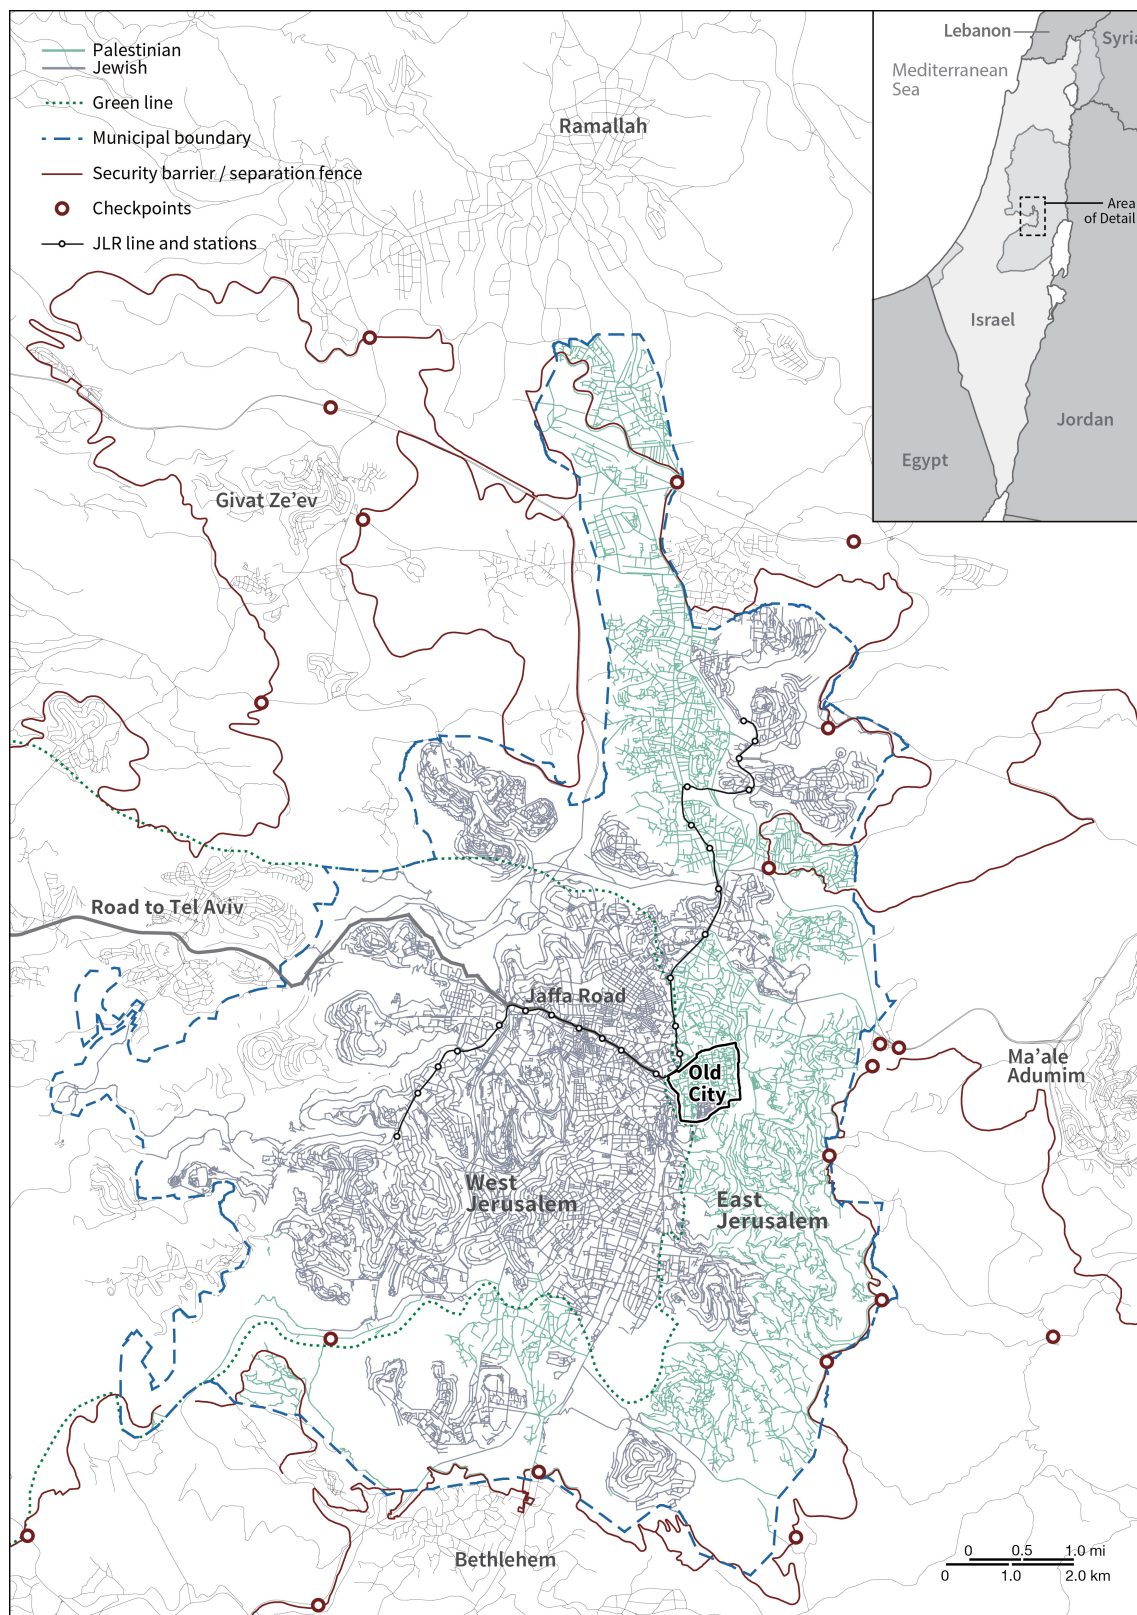 Palestinian
Jewish
Green line
Municipal boundary
Security barrier / separation fence
Checkpoints
JLR line and stations
Lebanon
Syria
Mediterranean
Sea
Area
of Detail
Israel
Jordan
Egypt
Ramallah
Givat Ze’ev
Road to Tel Aviv
Jaffa Road
Old
City
Ma’ale
Adumim
West
Jerusalem
East
Jerusalem
Bethlehem
0 0.5 1.0 mi
0 1.0 2.0 km